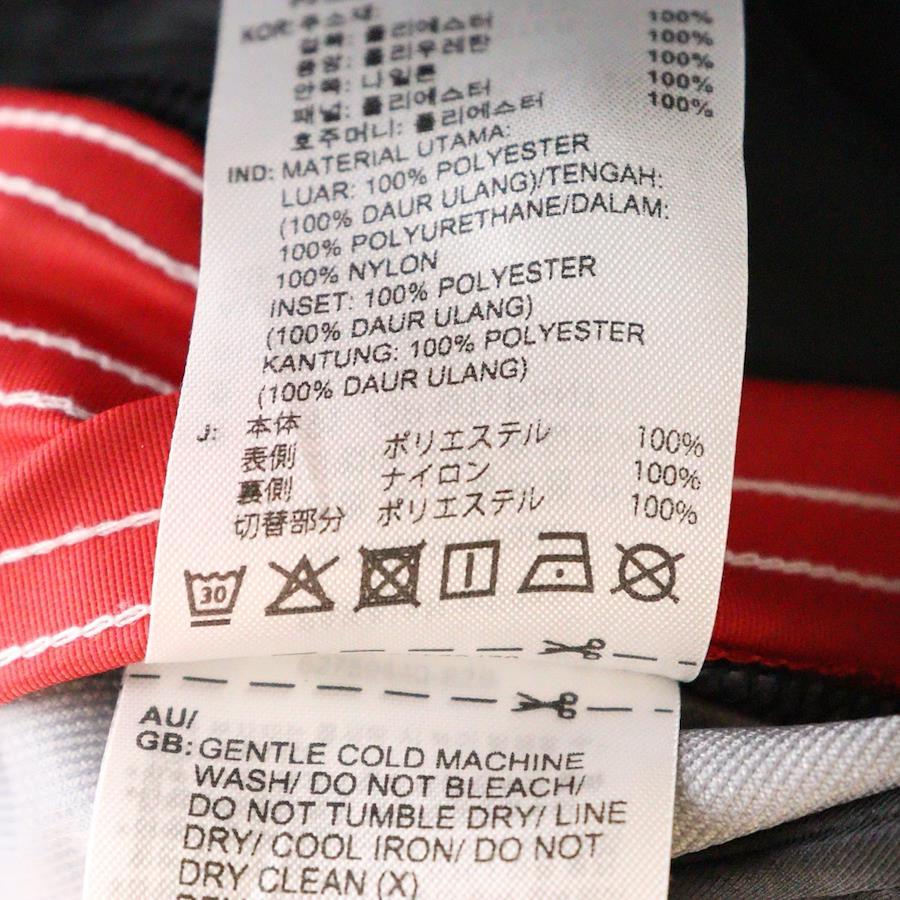 KOR: 주소재:
겉쪽: 폴리에스터 100%
중앙: 폴리우레탄 100%
안쪽: 나일론 100%
패널: 폴리에스터 100%
호주머니: 폴리에스터 100%
IND: MATERIAL UTAMA:
LUAR: 100% POLYESTER
(100% DAUR ULANG)/TENGAH:
100% POLYURETHANE/DALAM:
100% NYLON
INSET: 100% POLYESTER
(100% DAUR ULANG)
KANTUNG: 100% POLYESTER
(100% DAUR ULANG)
J: 本体
表側 ポリエステル 100%
裏側 ナイロン 100%
切替部分 ポリエステル 100%
30
AU/
GB: GENTLE COLD MACHINE
WASH/ DO NOT BLEACH/
DO NOT TUMBLE DRY/ LINE
DRY/ COOL IRON/ DO NOT
DRY CLEAN (X)